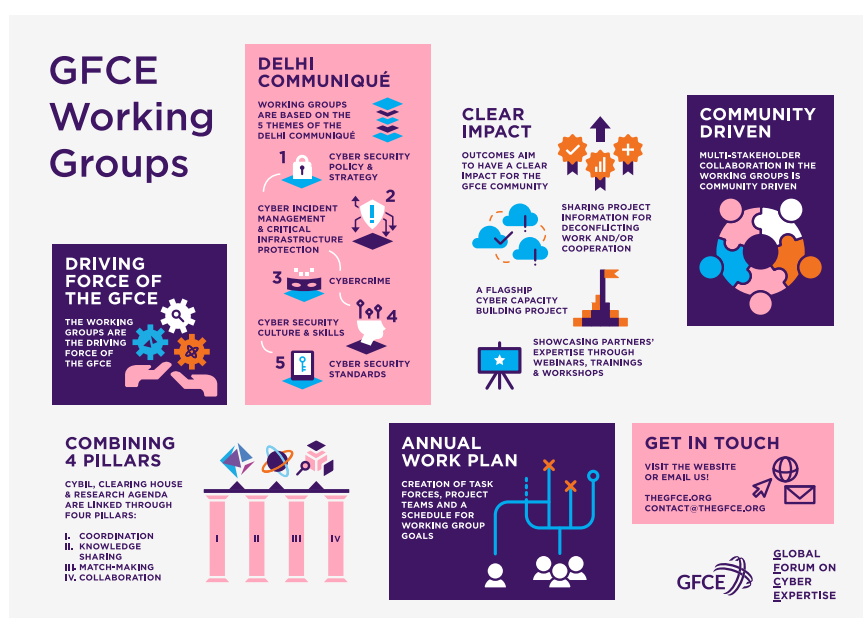 GFCE
Working
Groups
DRIVING
FORCE OF
THE GFCE
THE WORKING
GROUPS ARE
THE DRIVING
FORCE OF
THE GFCE
DELHI
COMMUNIQUÉ
WORKING GROUPS
ARE BASED ON THE
5 THEMES OF THE
DELHI COMMUNIQUÉ
1
CYBER SECURITY
POLICY &
STRATEGY
2
CYBER INCIDENT
MANAGEMENT
& CRITICAL
INFRASTRUCTURE
PROTECTION
3
CYBERCRIME
4
CYBER SECURITY
CULTURE & SKILLS
5
CYBER SECURITY
STANDARDS
CLEAR
IMPACT
OUTCOMES AIM
TO HAVE A CLEAR
IMPACT FOR THE
GFCE COMMUNITY
SHARING PROJECT
INFORMATION FOR
DECONFLICTING
WORK AND/OR
COOPERATION
A FLAGSHIP
CYBER CAPACITY
BUILDING PROJECT
SHOWCASING PARTNERS'
EXPERTISE THROUGH
WEBINARS, TRAININGS
& WORKSHOPS
COMMUNITY
DRIVEN
MULTI-STAKEHOLDER
COLLABORATION IN THE
WORKING GROUPS IS
COMMUNITY DRIVEN
COMBINING
4 PILLARS
CYBIL, CLEARING HOUSE
& RESEARCH AGENDA
ARE LINKED THROUGH
FOUR PILLARS:
I. COORDINATION
II. KNOWLEDGE
SHARING
III. MATCH-MAKING
IV. COLLABORATION
I II III IV
ANNUAL
WORK PLAN
CREATION OF TASK
FORCES, PROJECT
TEAMS AND A
SCHEDULE FOR
WORKING GROUP
GOALS
GET IN TOUCH
VISIT THE WEBSITE
OR EMAIL US!
THEGFCE.ORG
CONTACT@THEGFCE.ORG
GFCE
GLOBAL
FORUM ON
CYBER
EXPERTISE